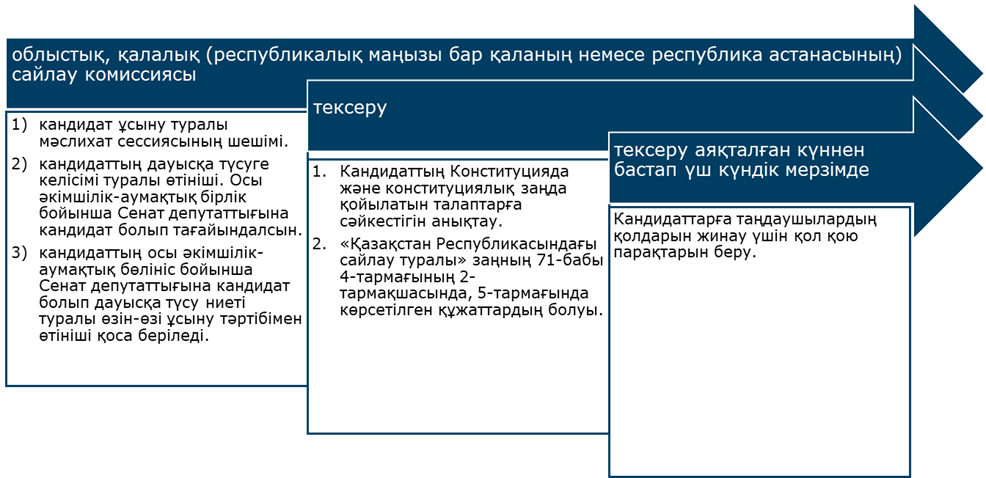 облыстық, қалалық (республикалық маңызы бар қаланың немесе республика астанасының)
сайлау комиссиясы
1) кандидат ұсыну туралы
мәслихат сессиясының шешімі.
2) кандидаттың дауысқа түсуге
келісімі туралы өтініші. Осы
әкімшілік-аумақтық бірлік
бойынша Сенат депутаттығына
кандидат болып тағайындалсын.
3) кандидаттың осы әкімшілік-
аумақтық бөлініс бойынша
Сенат депутаттығына кандидат
болып дауысқа түсу ниеті
туралы өзін-өзі ұсыну тәртібімен
өтініші қоса беріледі.
тексеру
1. Кандидаттың Конституцияда
және конституциялық заңда
қойылатын талаптарға
сәйкестігін анықтау.
2. «Қазақстан Республикасындағы
сайлау туралы» заңның 71-бабы
4-тармағының 2-
тармақшасында, 5-тармағында
көрсетілген құжаттардың болуы.
тексеру аяқталған күннен
бастап үш күндік мерзімде
Кандидаттарға таңдаушылардың
қолдарын жинау үшін қол қою
парақтарын беру.